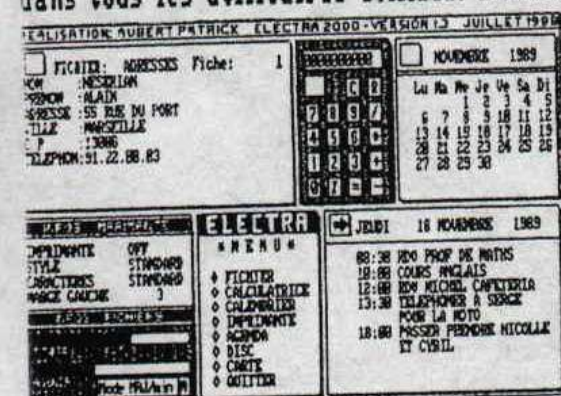 dans vous les
REALISATION: AUBERT PATRICK ELECTRA 2000-VERSION 1.3 JUILLET 198
FICHIER: ADRESSES Fiche: 1
NOM :MESERIAN
PRENOM :ALAIN
ADRESSE :55 RUE DU PORT
VILLE :MARSEILLE
C P :13006
TELEPHON:91.22.88.83
0000000000
C R
7 8 9 /
4 5 6 *
1 2 3 +
0 . = -
NOVEMBRE 1989
Lu Ma Me Je Ve Sa Di
1 2 3 4 5
6 7 8 9 10 11 12
13 14 15 16 17 18 19
20 21 22 23 24 25 26
27 28 29 30
IMPRIMANTE OFF
STYLE STANDARD
CARACTERES STANDARD
MARGE GAUCHE 3
Mode MAJ/min
ELECTRA
* M E N U *
FICHIER
CALCULATRICE
CALENDRIER
IMPRIMANTE
AGENDA
DISC
CARTE
QUITTER
JEUDI 16 NOVEMBRE 1989
08:30 RDV PROF DE MATHS
10:00 COURS ANGLAIS
12:00 RDV MICHEL CAFETERIA
13:30 TELEPHONER A SERGE
POUR LA MOTO
18:00 PASSER PRENDRE NICOLLE
ET CYRIL